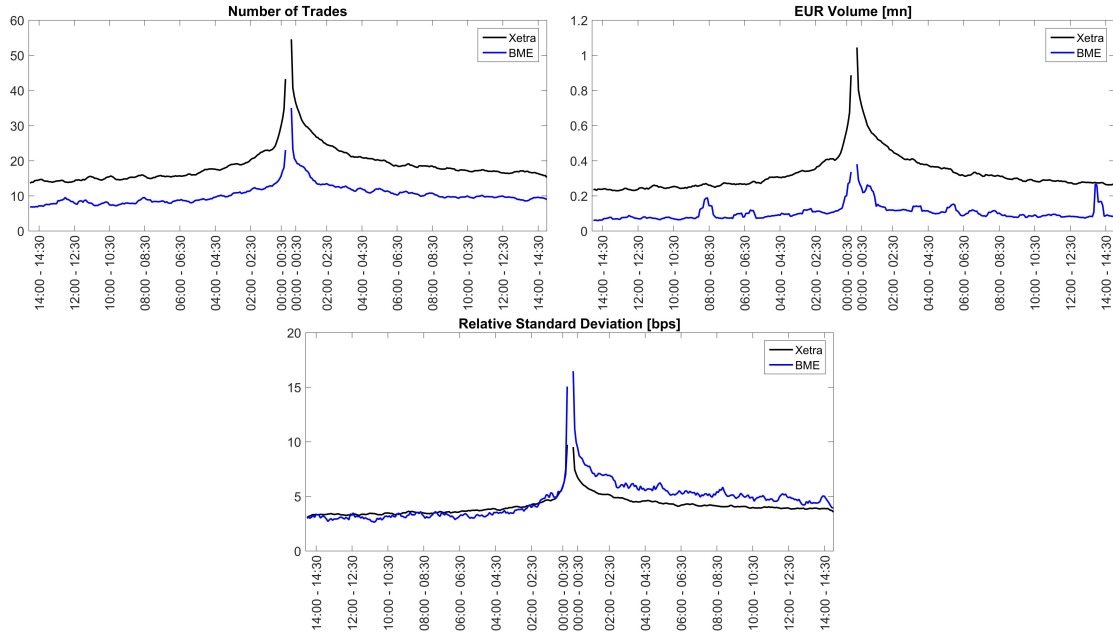 Number of Trades
60
50
40
30
20
10
0
Xetra
BME
14:00 - 14:30
12:00 - 12:30
10:00 - 10:30
08:00 - 08:30
06:00 - 06:30
04:00 - 04:30
02:00 - 02:30
00:00 - 00:30
00:00 - 00:30
02:00 - 02:30
04:00 - 04:30
06:00 - 06:30
08:00 - 08:30
10:00 - 10:30
12:00 - 12:30
14:00 - 14:30
EUR Volume [mn]
1.2
1
0.8
0.6
0.4
0.2
0
Xetra
BME
14:00 - 14:30
12:00 - 12:30
10:00 - 10:30
08:00 - 08:30
06:00 - 06:30
04:00 - 04:30
02:00 - 02:30
00:00 - 00:30
00:00 - 00:30
02:00 - 02:30
04:00 - 04:30
06:00 - 06:30
08:00 - 08:30
10:00 - 10:30
12:00 - 12:30
14:00 - 14:30
Relative Standard Deviation [bps]
20
15
10
5
0
Xetra
BME
14:00 - 14:30
12:00 - 12:30
10:00 - 10:30
08:00 - 08:30
06:00 - 06:30
04:00 - 04:30
02:00 - 02:30
00:00 - 00:30
00:00 - 00:30
02:00 - 02:30
04:00 - 04:30
06:00 - 06:30
08:00 - 08:30
10:00 - 10:30
12:00 - 12:30
14:00 - 14:30